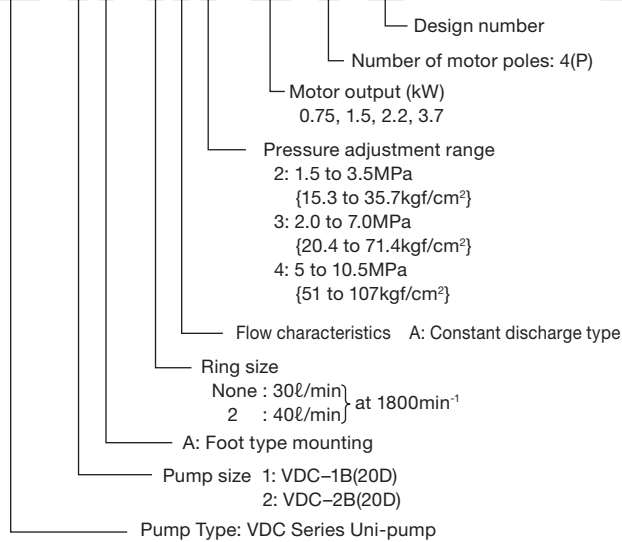 Design number
Number of motor poles: 4(P)
Motor output (kW)
0.75, 1.5, 2.2, 3.7
Pressure adjustment range
2: 1.5 to 3.5MPa
{15.3 to 35.7kgf/cm²}
3: 2.0 to 7.0MPa
{20.4 to 71.4kgf/cm²}
4: 5 to 10.5MPa
{51 to 107kgf/cm²}
Flow characteristics A: Constant discharge type
Ring size
None : 30ℓ/min
2 : 40ℓ/min} at 1800min⁻¹
A: Foot type mounting
Pump size 1: VDC–1B(20D)
2: VDC–2B(20D)
Pump Type: VDC Series Uni-pump